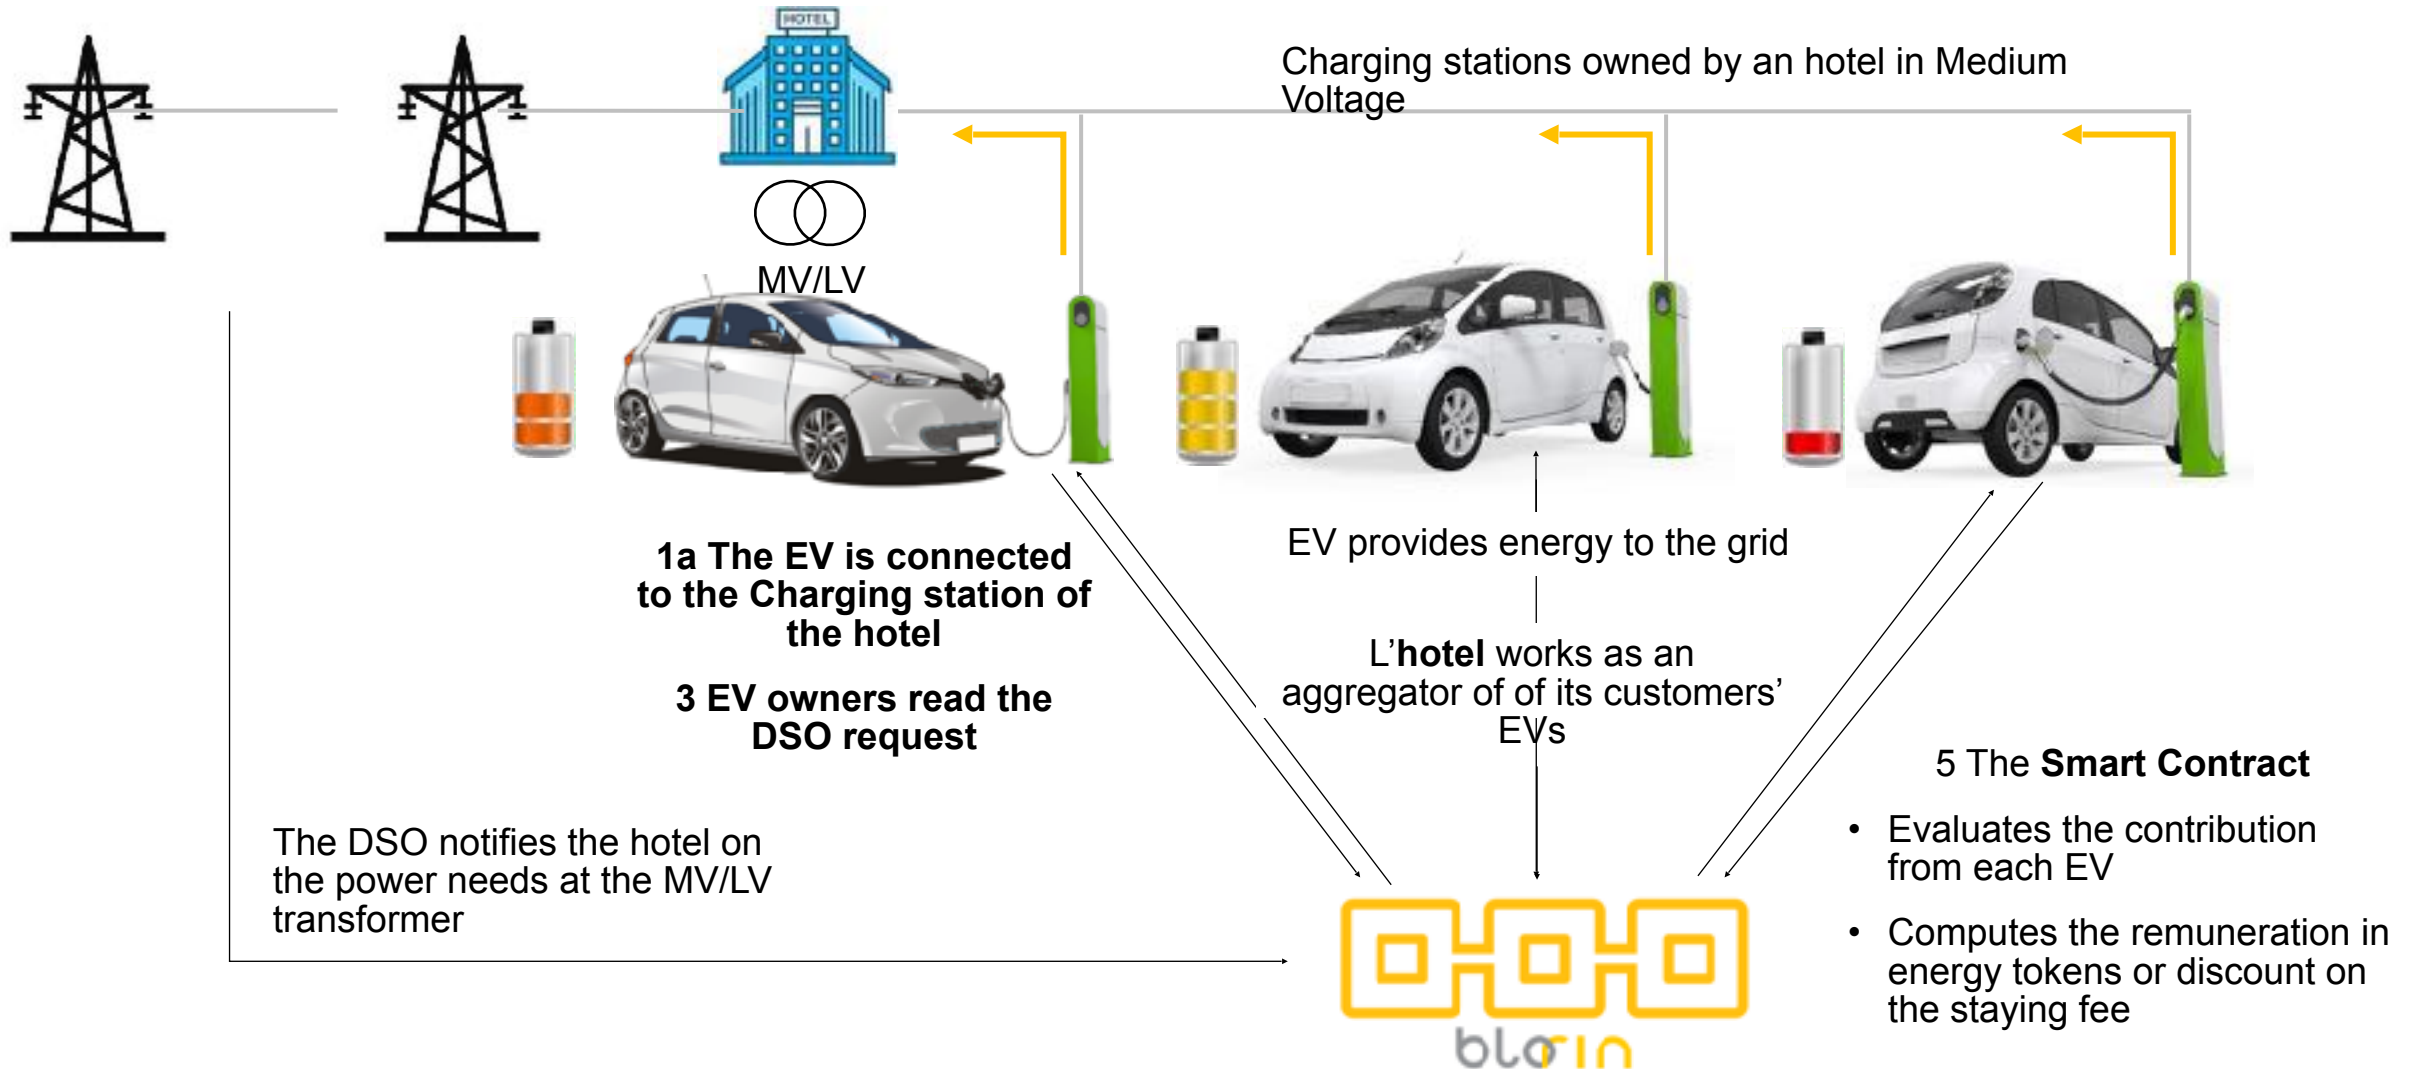 HOTEL
Charging stations owned by an hotel in Medium
Voltage
MV/LV
1a The EV is connected
to the Charging station of
the hotel
3 EV owners read the
DSO request
EV provides energy to the grid
L’hotel works as an
aggregator of of its customers’
EVs
The DSO notifies the hotel on
the power needs at the MV/LV
transformer
5 The Smart Contract
• Evaluates the contribution
from each EV
• Computes the remuneration in
energy tokens or discount on
the staying fee
blorin